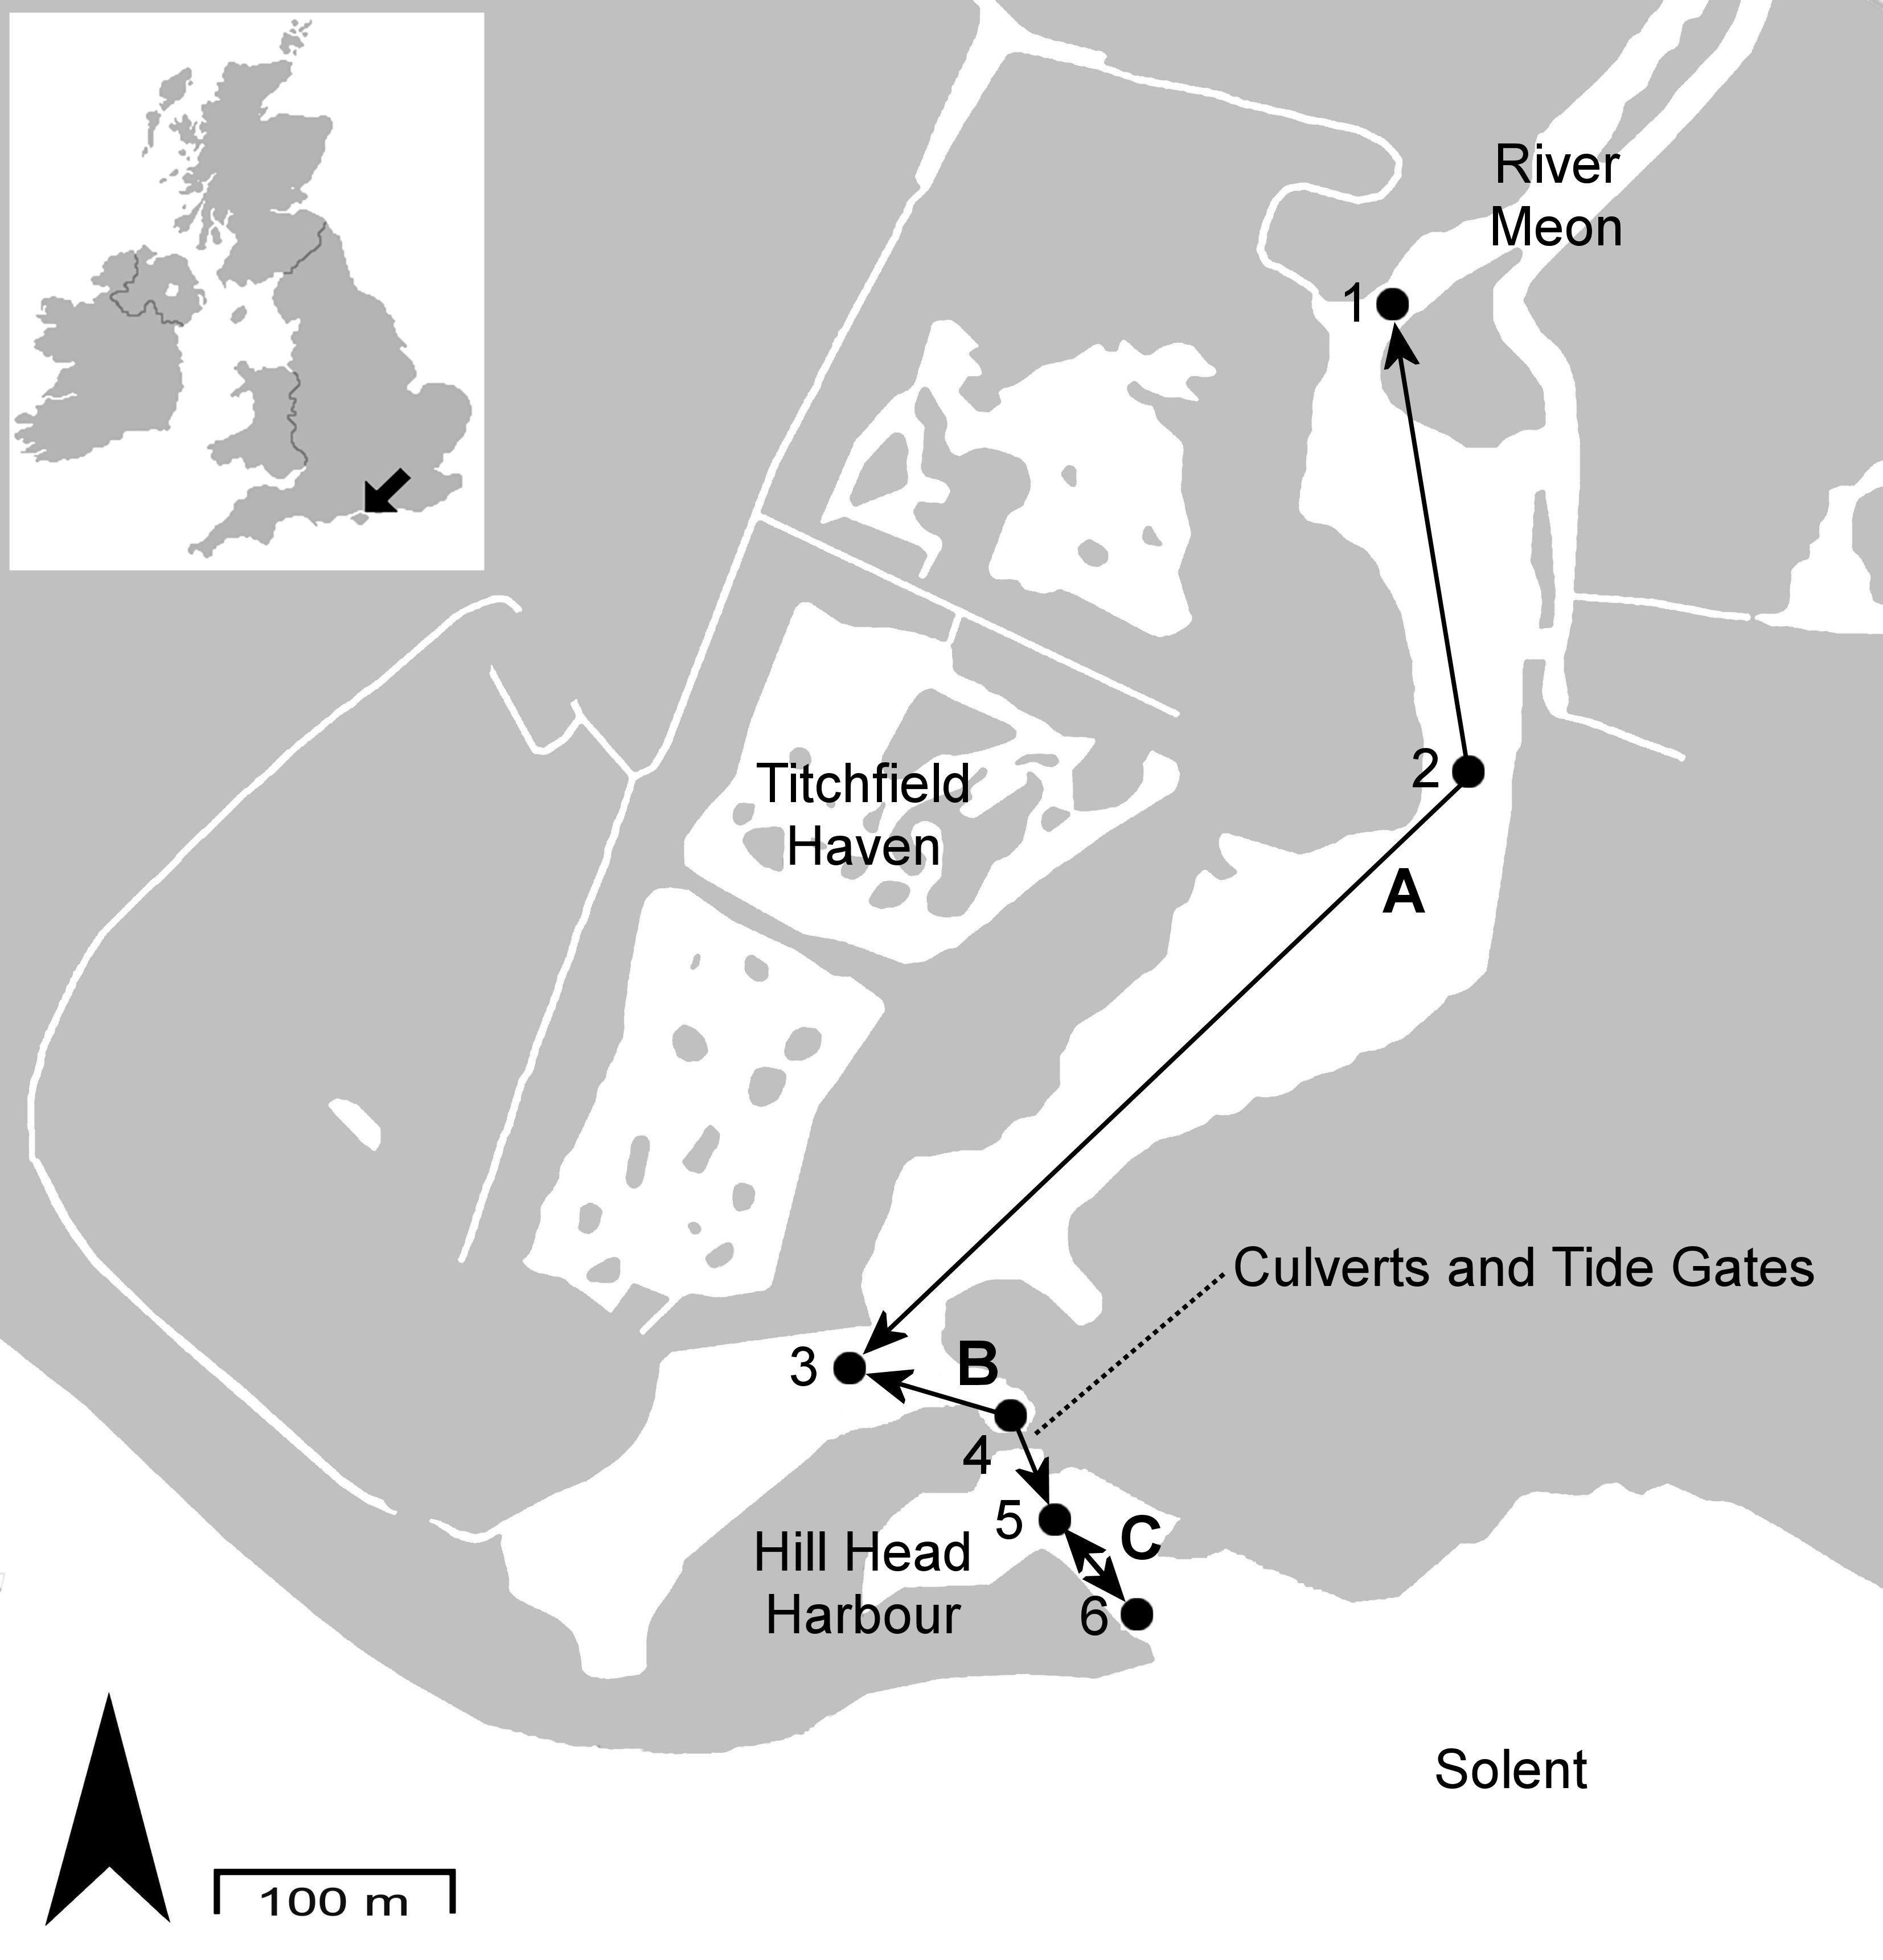 River
Meon
1
2
Titchfield
Haven
A
Culverts and Tide Gates
B
3
4
5
C
Hill Head
Harbour
6
Solent
100 m